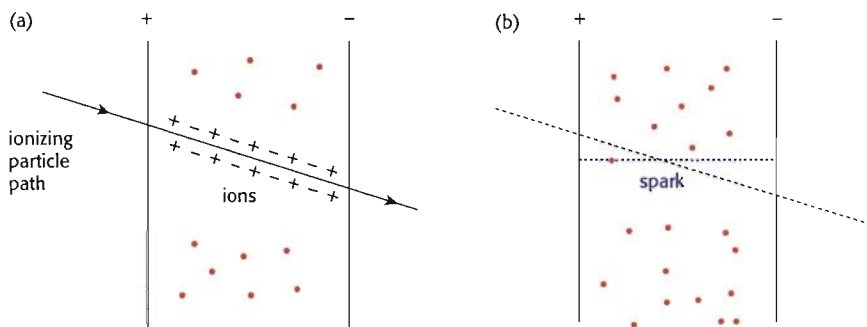 (a)
+
−
ionizing
particle
path
+ − + − + − + − +
+ − + − + − + − +
ions
(b)
+
−
spark